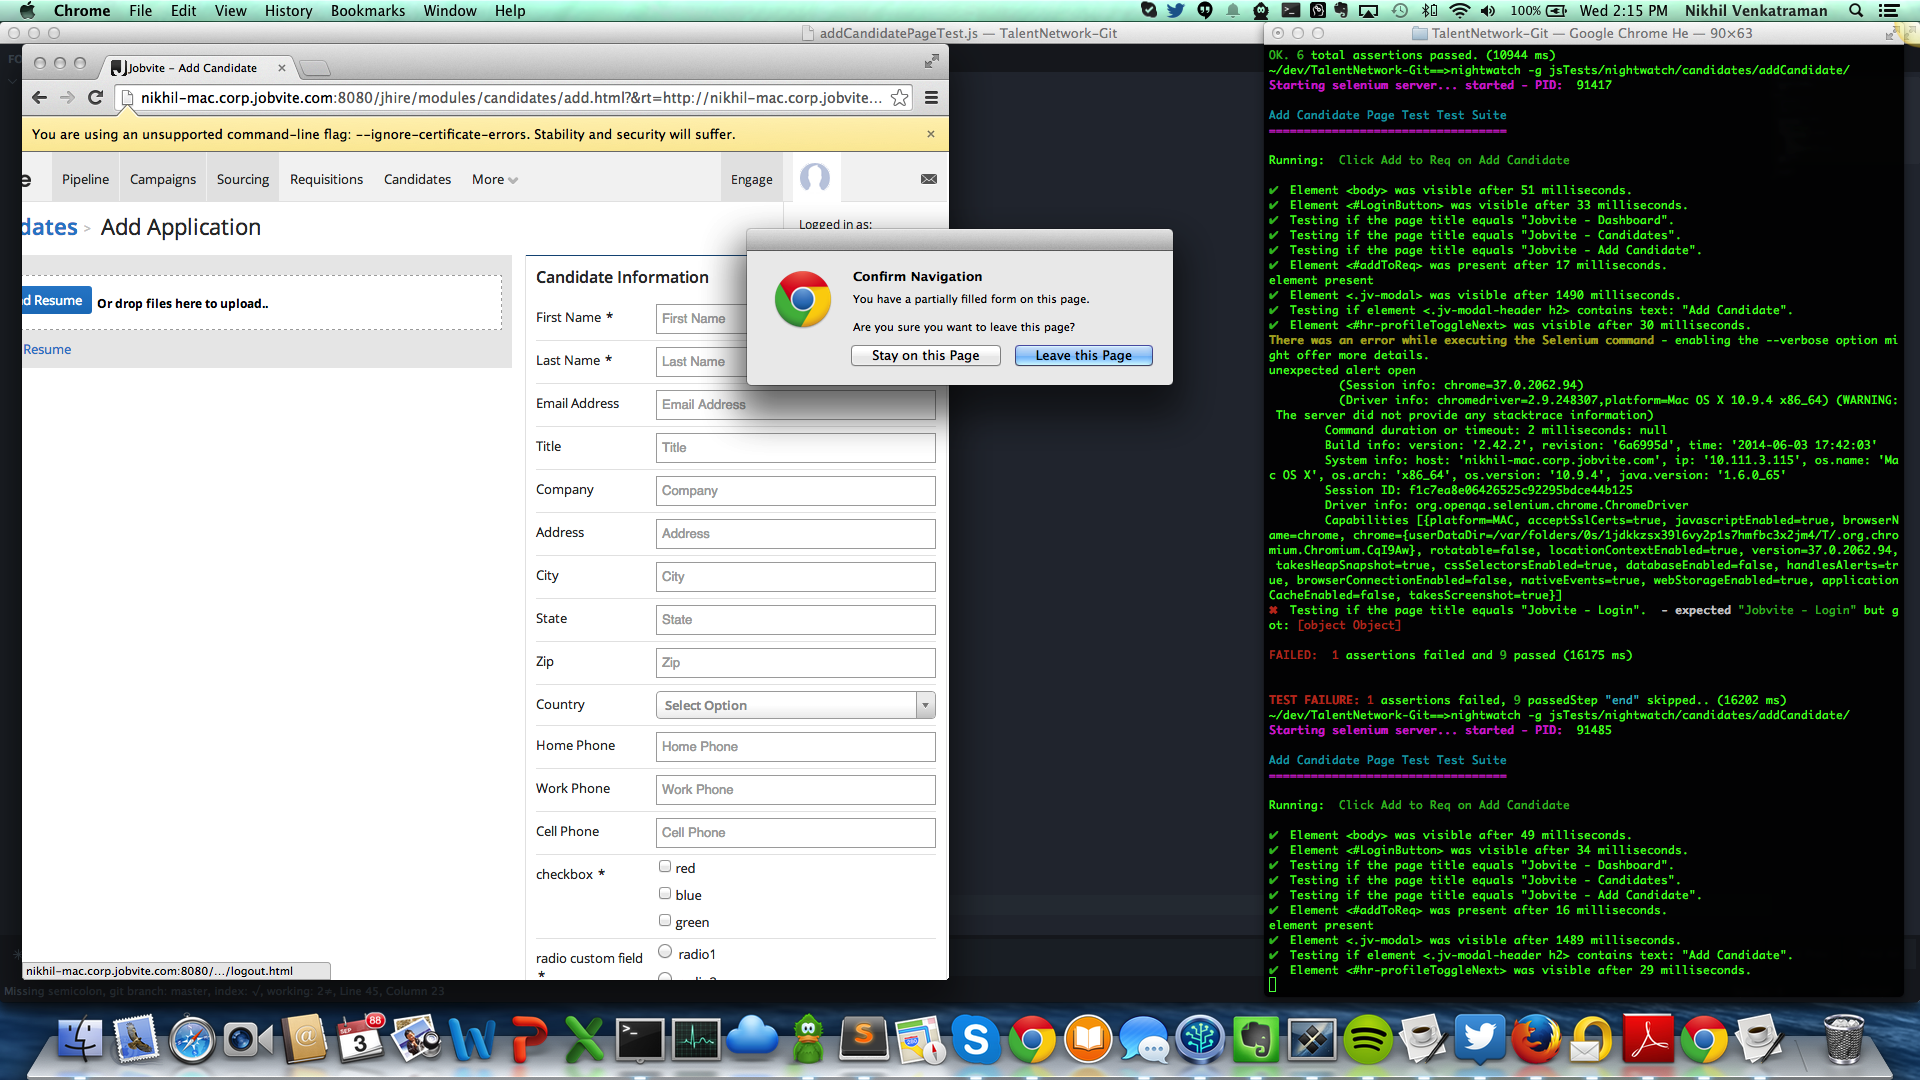 Chrome File Edit View History Bookmarks Window Help
100% Wed 2:15 PM Nikhil Venkatraman
addCandidatePageTest.js — TalentNetwork-Git
Jobvite - Add Candidate
nikhil-mac.corp.jobvite.com:8080/jhire/modules/candidates/add.html?&rt=http://nikhil-mac.corp.jobvite...
You are using an unsupported command-line flag: --ignore-certificate-errors. Stability and security will suffer.
e Pipeline Campaigns Sourcing Requisitions Candidates More Engage
dates > Add Application
Logged in as:
d Resume Or drop files here to upload..
Resume
Candidate Information
First Name * First Name
Last Name * Last Name
Email Address Email Address
Title Title
Company Company
Address Address
City City
State State
Zip Zip
Country Select Option
Home Phone Home Phone
Work Phone Work Phone
Cell Phone Cell Phone
checkbox * red
blue
green
radio custom field * radio1
nikhil-mac.corp.jobvite.com:8080/.../logout.html
Missing semicolon, git branch: master, index: √, working: 2≠, Line 45, Column 23
Confirm Navigation
You have a partially filled form on this page.
Are you sure you want to leave this page?
Stay on this Page Leave this Page
TalentNetwork-Git — Google Chrome He — 90×63
OK. 6 total assertions passed. (10944 ms)
~/dev/TalentNetwork-Git==>nightwatch -g jsTests/nightwatch/candidates/addCandidate/
Starting selenium server... started - PID: 91417
Add Candidate Page Test Test Suite
==================================
Running: Click Add to Req on Add Candidate
✔ Element <body> was visible after 51 milliseconds.
✔ Element <#LoginButton> was visible after 33 milliseconds.
✔ Testing if the page title equals "Jobvite - Dashboard".
✔ Testing if the page title equals "Jobvite - Candidates".
✔ Testing if the page title equals "Jobvite - Add Candidate".
✔ Element <#addToReq> was present after 17 milliseconds.
element present
✔ Element <.jv-modal> was visible after 1490 milliseconds.
✔ Testing if element <.jv-modal-header h2> contains text: "Add Candidate".
✔ Element <#hr-profileToggleNext> was visible after 30 milliseconds.
There was an error while executing the Selenium command - enabling the --verbose option mi
ght offer more details.
unexpected alert open
(Session info: chrome=37.0.2062.94)
(Driver info: chromedriver=2.9.248307,platform=Mac OS X 10.9.4 x86_64) (WARNING:
The server did not provide any stacktrace information)
Command duration or timeout: 2 milliseconds: null
Build info: version: '2.42.2', revision: '6a6995d', time: '2014-06-03 17:42:03'
System info: host: 'nikhil-mac.corp.jobvite.com', ip: '10.111.3.115', os.name: 'Ma
c OS X', os.arch: 'x86_64', os.version: '10.9.4', java.version: '1.6.0_65'
Session ID: f1c7ea8e06426525c92295bdce44b125
Driver info: org.openqa.selenium.chrome.ChromeDriver
Capabilities [{platform=MAC, acceptSslCerts=true, javascriptEnabled=true, browserN
ame=chrome, chrome={userDataDir=/var/folders/0s/1jdkkzsx39l6vy2p1s7hmfbc3x2jm4/T/.org.chro
mium.Chromium.CqI9Aw}, rotatable=false, locationContextEnabled=true, version=37.0.2062.94,
takesHeapSnapshot=true, cssSelectorsEnabled=true, databaseEnabled=false, handlesAlerts=tr
ue, browserConnectionEnabled=false, nativeEvents=true, webStorageEnabled=true, application
CacheEnabled=false, takesScreenshot=true}]
✖ Testing if the page title equals "Jobvite - Login". - expected "Jobvite - Login" but g
ot: [object Object]
FAILED: 1 assertions failed and 9 passed (16175 ms)
TEST FAILURE: 1 assertions failed, 9 passedStep "end" skipped.. (16202 ms)
~/dev/TalentNetwork-Git==>nightwatch -g jsTests/nightwatch/candidates/addCandidate/
Starting selenium server... started - PID: 91485
Add Candidate Page Test Test Suite
==================================
Running: Click Add to Req on Add Candidate
✔ Element <body> was visible after 49 milliseconds.
✔ Element <#LoginButton> was visible after 34 milliseconds.
✔ Testing if the page title equals "Jobvite - Dashboard".
✔ Testing if the page title equals "Jobvite - Candidates".
✔ Testing if the page title equals "Jobvite - Add Candidate".
✔ Element <#addToReq> was present after 16 milliseconds.
element present
✔ Element <.jv-modal> was visible after 1489 milliseconds.
✔ Testing if element <.jv-modal-header h2> contains text: "Add Candidate".
✔ Element <#hr-profileToggleNext> was visible after 29 milliseconds.
SEP
3
88